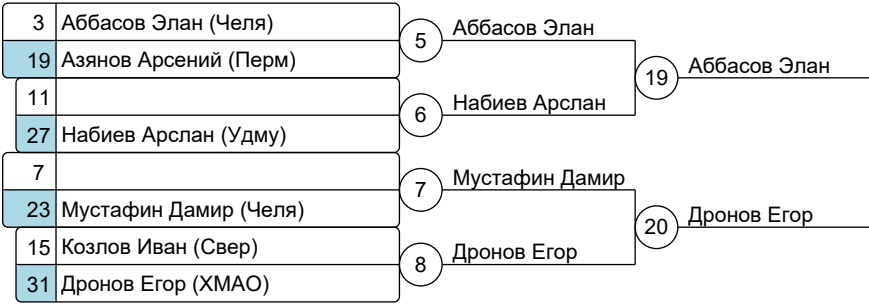 3 Аббасов Элан (Челя)
19 Азянов Арсений (Перм)
5 Аббасов Элан
19 Аббасов Элан
11
27 Набиев Арслан (Удму)
6 Набиев Арслан
7
23 Мустафин Дамир (Челя)
7 Мустафин Дамир
20 Дронов Егор
15 Козлов Иван (Свер)
31 Дронов Егор (ХМАО)
8 Дронов Егор